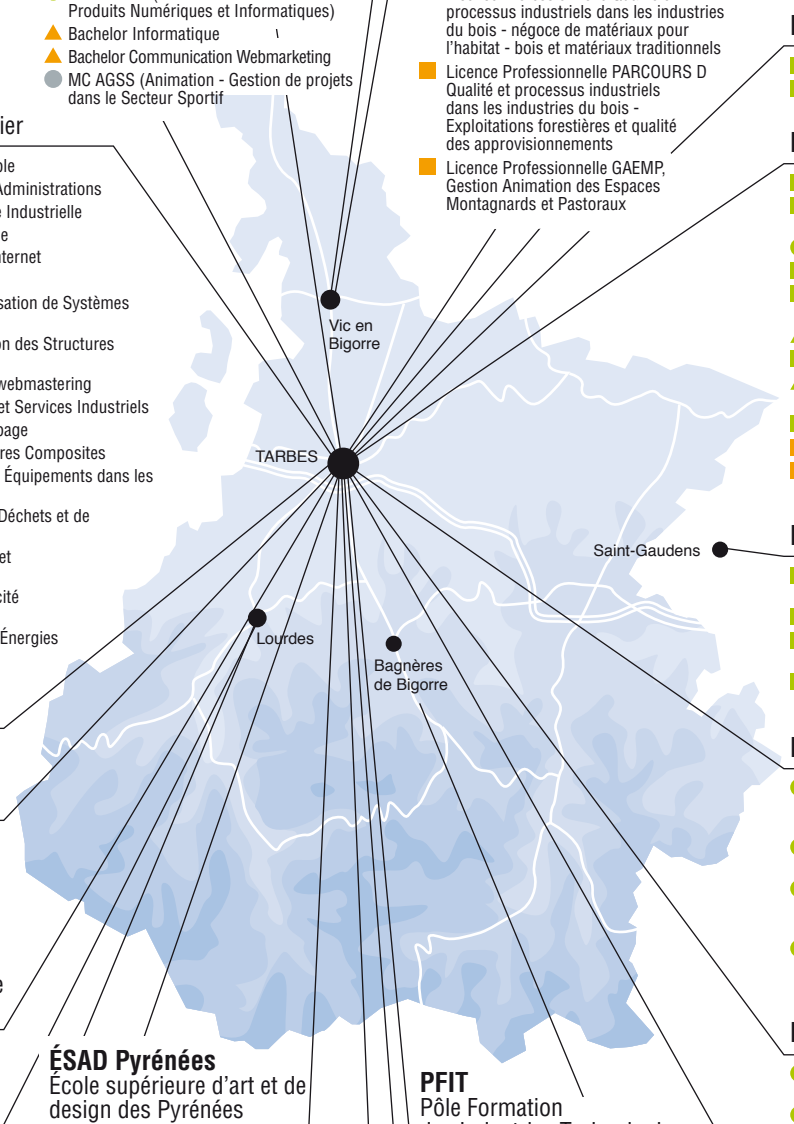 Produits Numériques et Informatiques)
Bachelor Informatique
Bachelor Communication Webmarketing
MC AGSS (Animation - Gestion de projets
dans le Secteur Sportif
processus industriels dans les industries
du bois - négoce de matériaux pour
l'habitat - bois et matériaux traditionnels
Licence Professionnelle PARCOURS D
Qualité et processus industriels
dans les industries du bois -
Exploitations forestières et qualité
des approvisionnements
Licence Professionnelle GAEMP,
Gestion Animation des Espaces
Montagnards et Pastoraux
ier
ble
Administrations
e Industrielle
e
nternet
sation de Systèmes
on des Structures
webmastering
et Services Industriels
page
res Composites
Équipements dans les
Déchets et de
et
cité
Énergies
e
Vic en
Bigorre
TARBES
Saint-Gaudens
Lourdes
Bagnères
de Bigorre
ÉSAD Pyrénées
École supérieure d'art et de
design des Pyrénées
PFIT
Pôle Formation